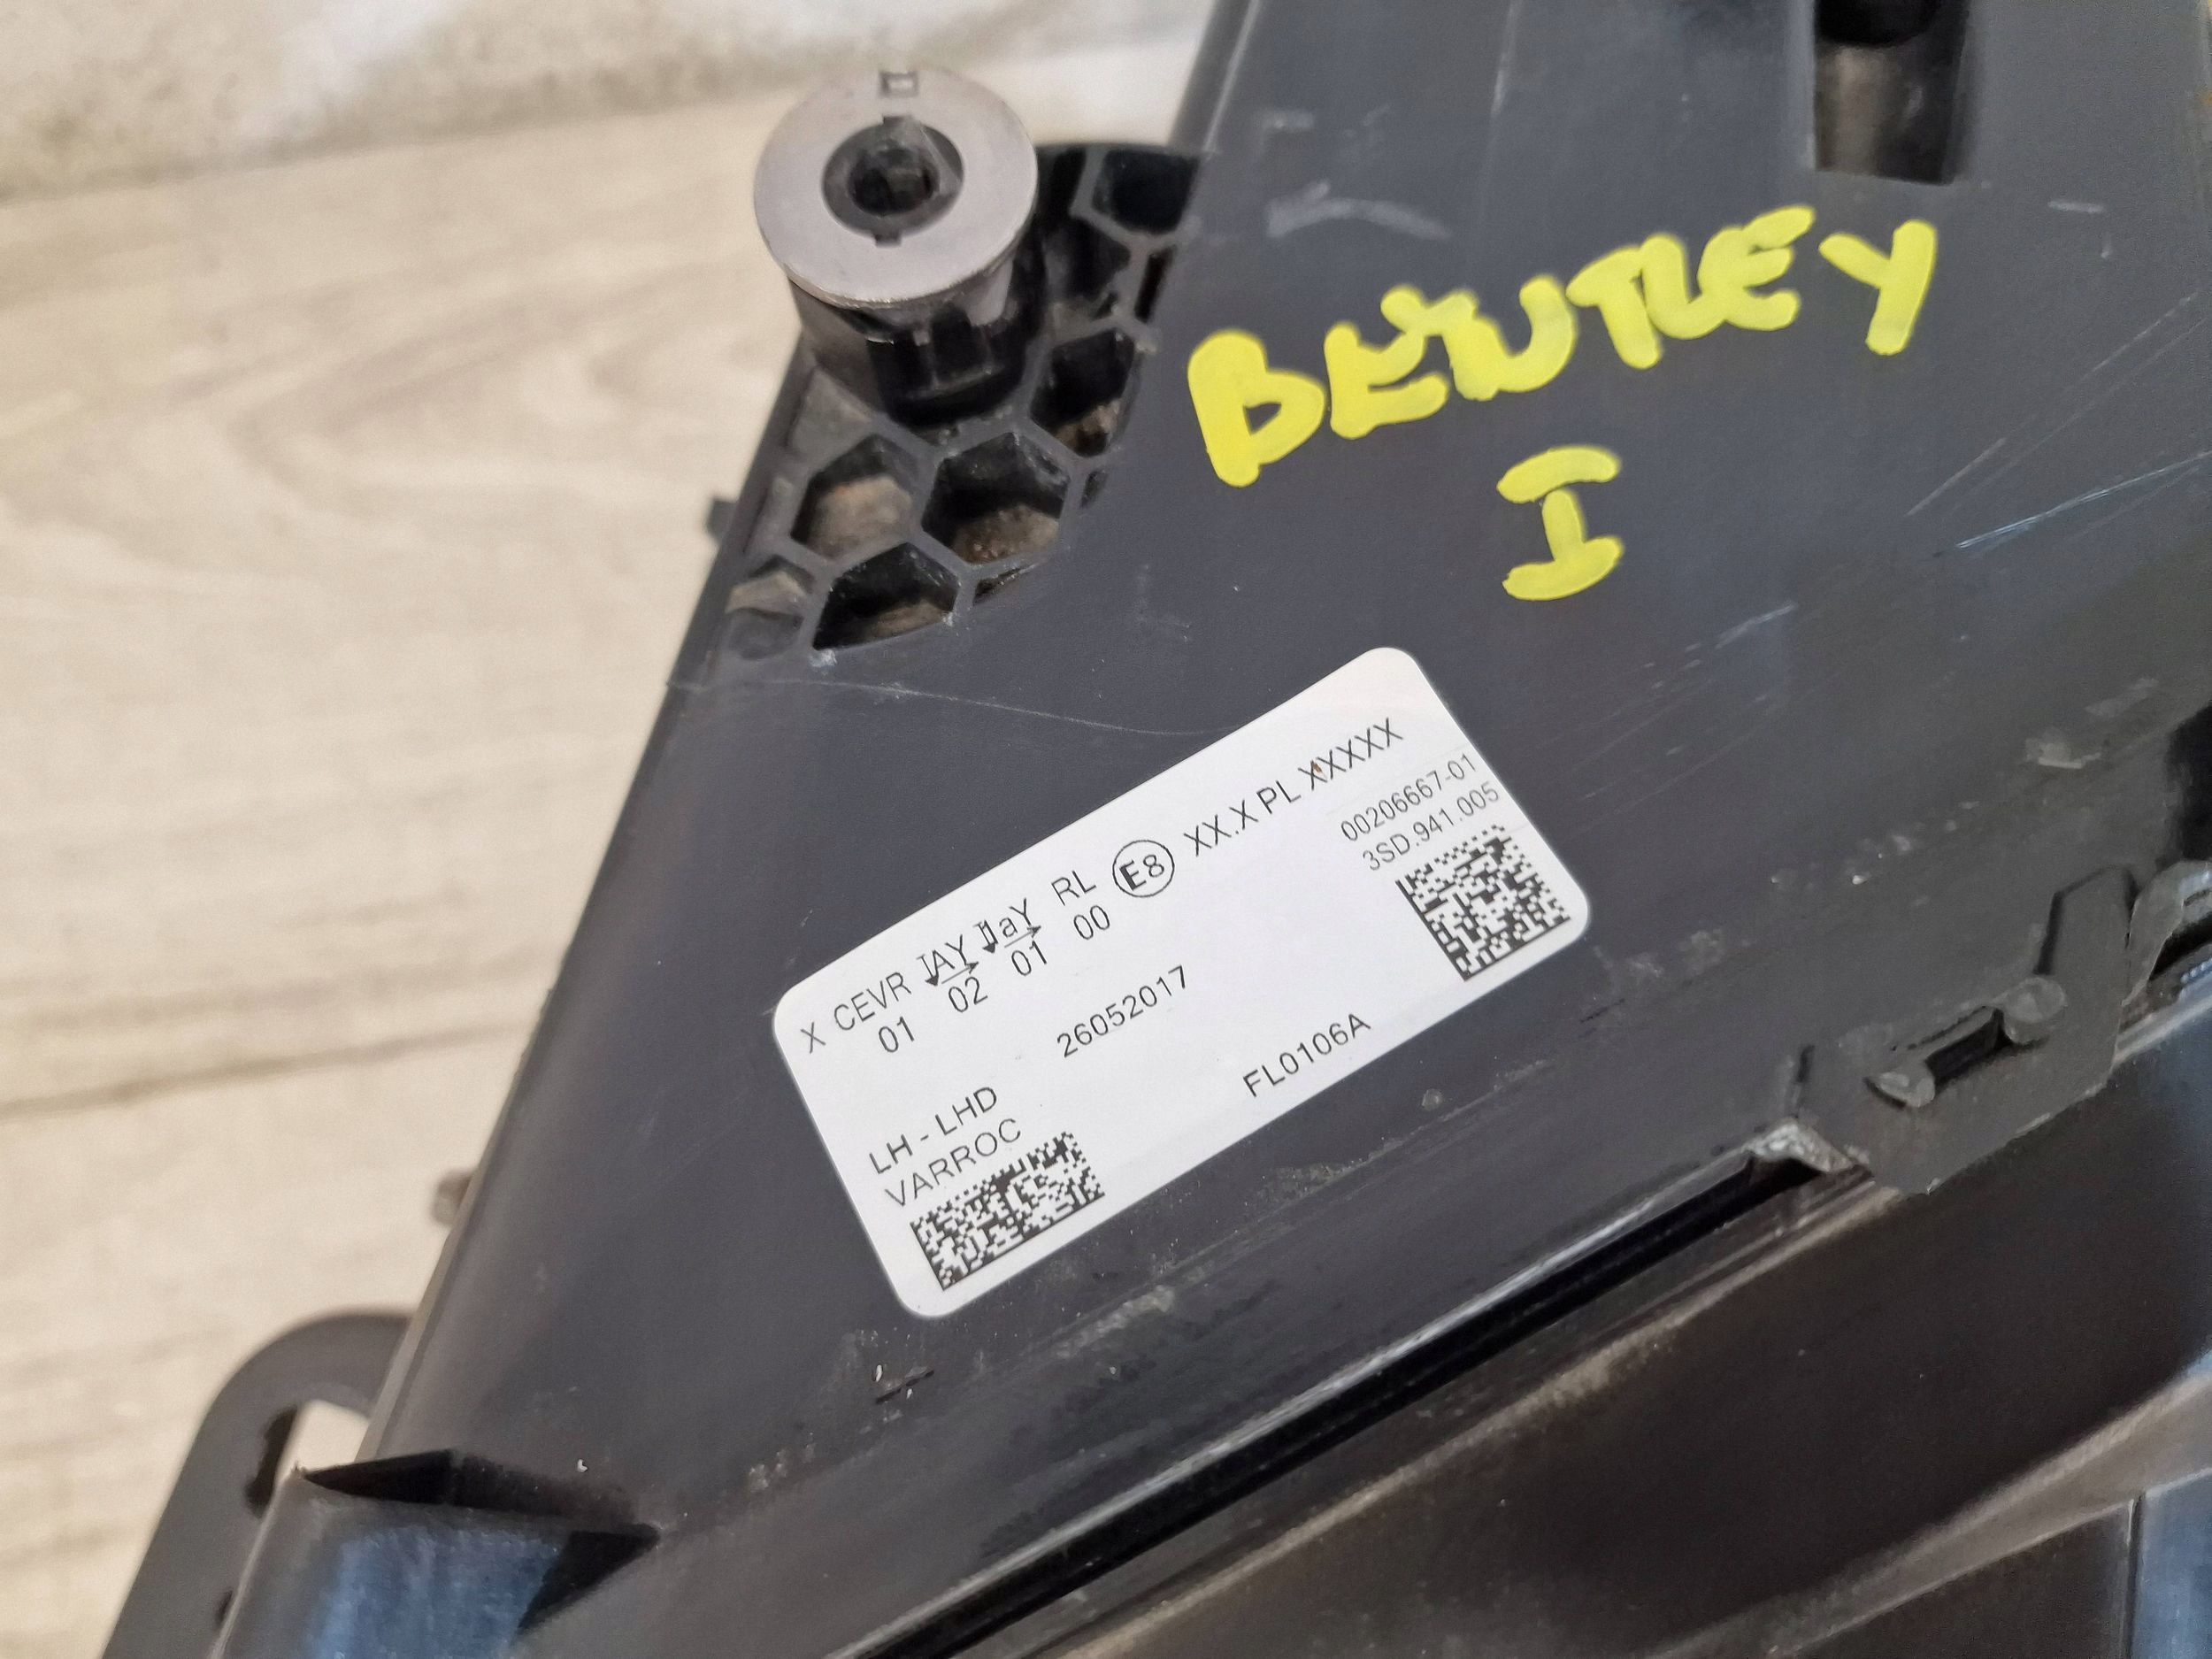 BENTLEY
I
X CEVR IAY IIaY RL E8 XX.X PL XXXXX
01 02 01 00
00206667-01
3SD.941.005
26052017
LH - LHD
VARROC
FL0106A